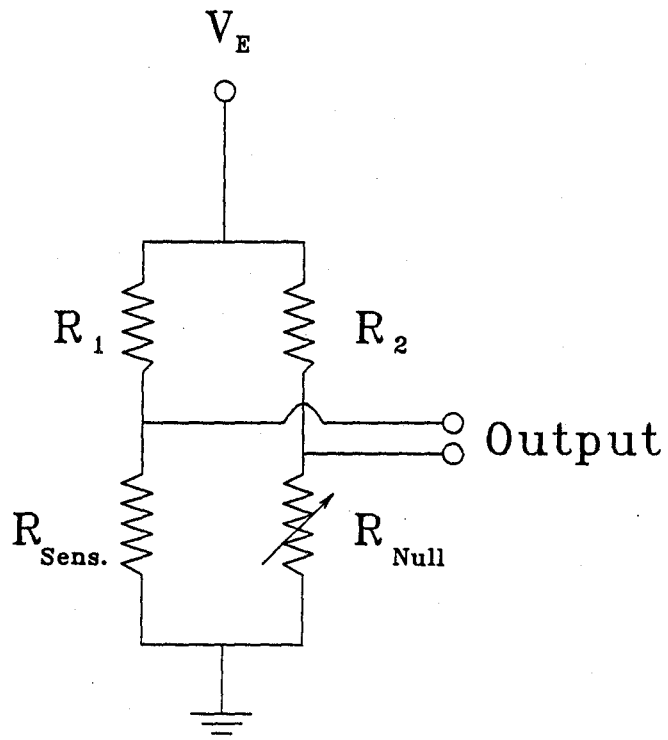 V_E
R_1
R_2
Output
R_Sens.
R_Null